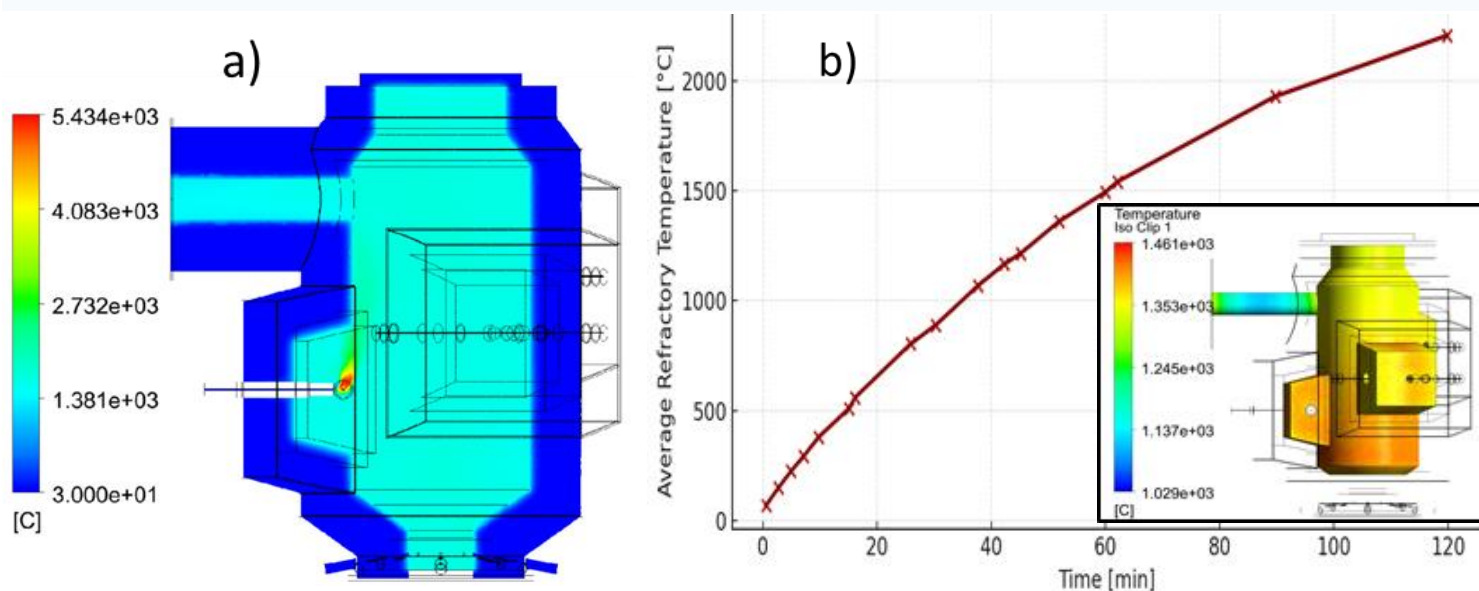 a)
5.434e+03
4.083e+03
2.732e+03
1.381e+03
3.000e+01
[C]
b)
Average Refractory Temperature [°C]
2000
1500
1000
500
0
0 20 40 60 80 100 120
Time [min]
Temperature
Iso Clip 1
1.461e+03
1.353e+03
1.245e+03
1.137e+03
1.029e+03
[C]